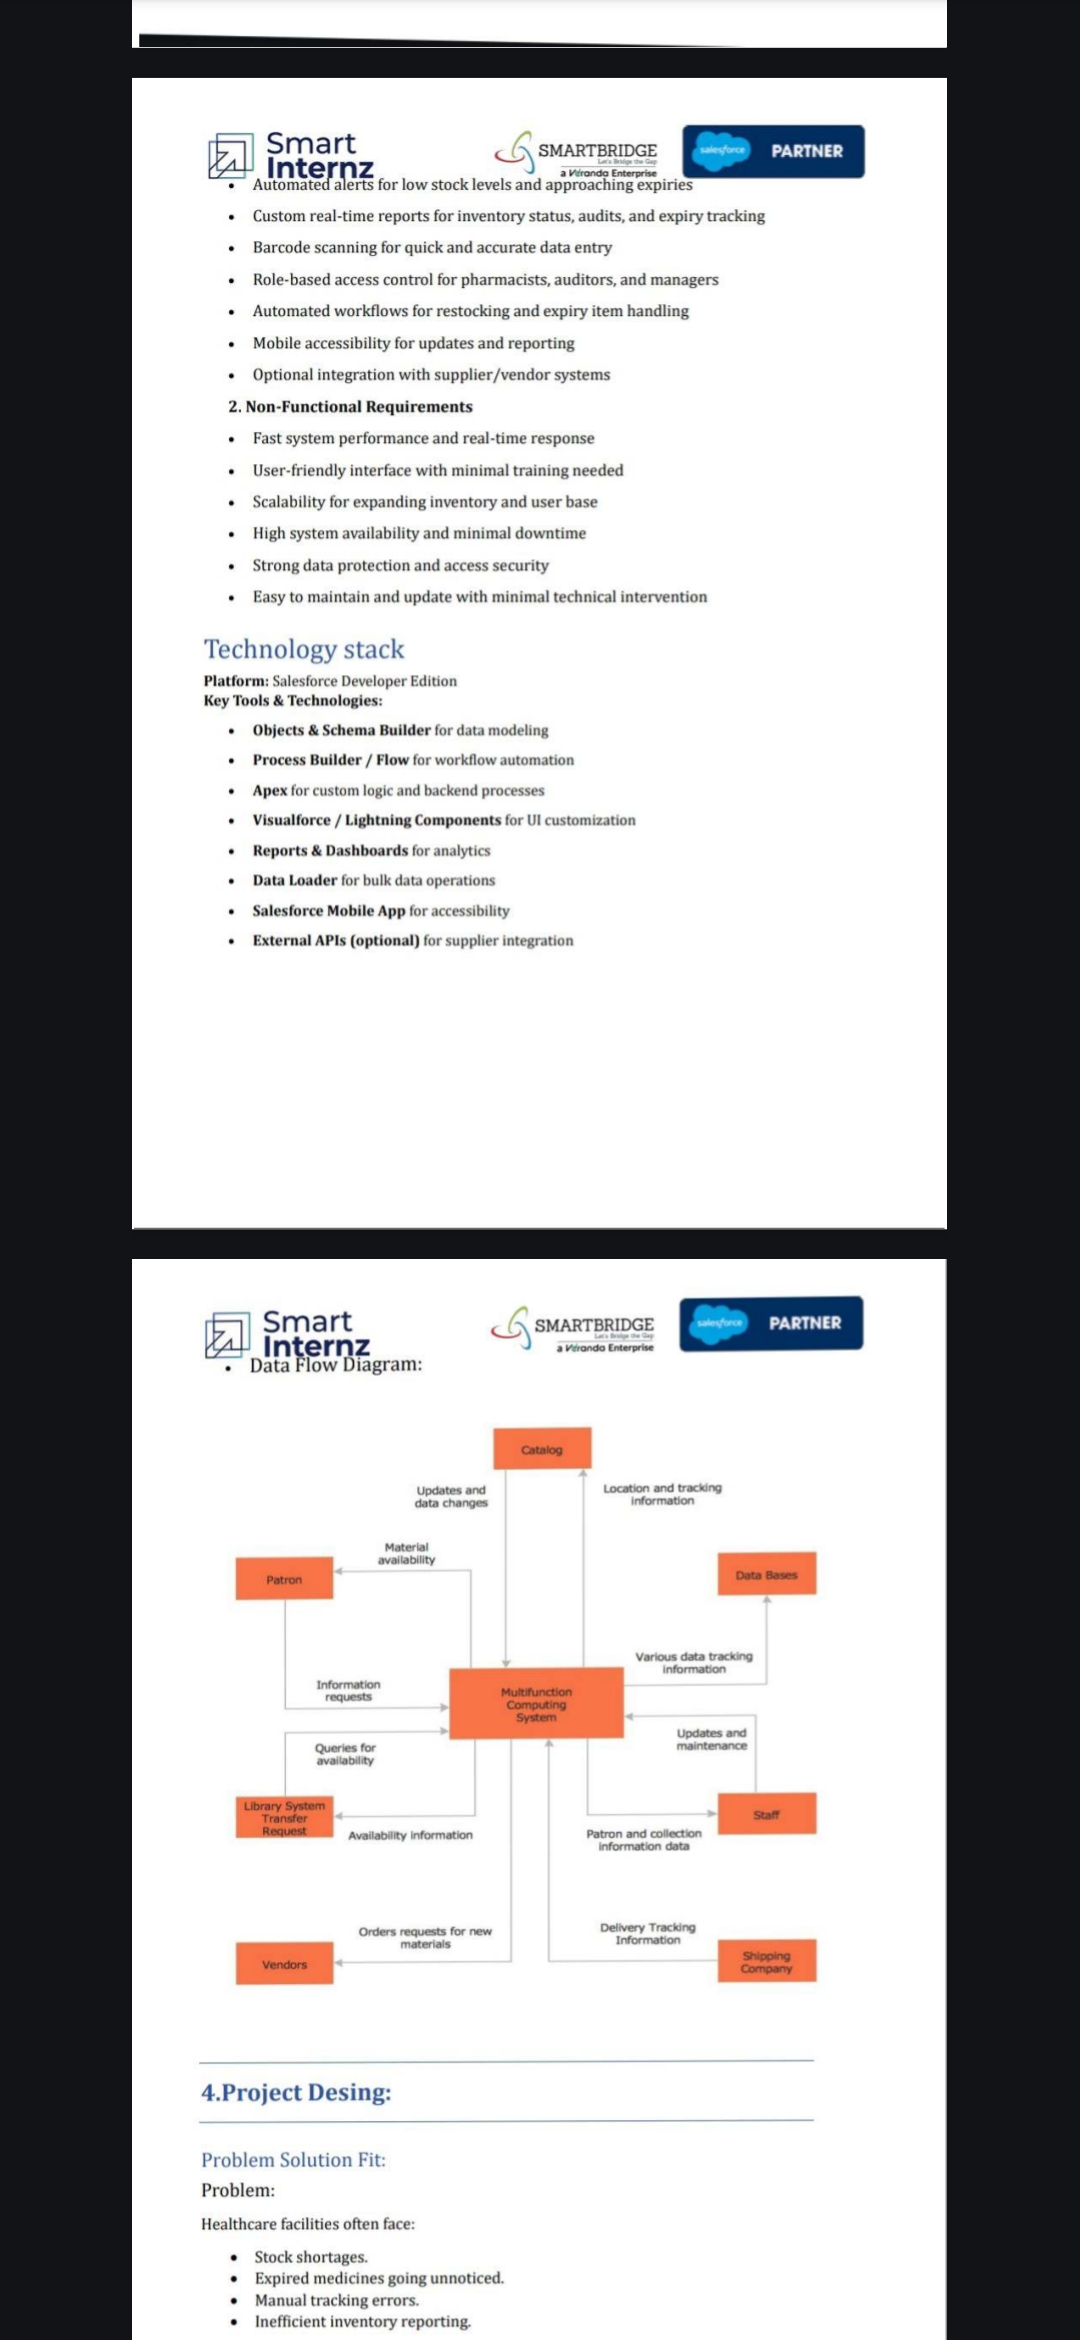 Smart
Internz
SMARTBRIDGE
Let's Bridge the Gap
a Veranda Enterprise
salesforce PARTNER
• Automated alerts for low stock levels and approaching expiries
• Custom real-time reports for inventory status, audits, and expiry tracking
• Barcode scanning for quick and accurate data entry
• Role-based access control for pharmacists, auditors, and managers
• Automated workflows for restocking and expiry item handling
• Mobile accessibility for updates and reporting
• Optional integration with supplier/vendor systems
2. Non-Functional Requirements
• Fast system performance and real-time response
• User-friendly interface with minimal training needed
• Scalability for expanding inventory and user base
• High system availability and minimal downtime
• Strong data protection and access security
• Easy to maintain and update with minimal technical intervention
Technology stack
Platform: Salesforce Developer Edition
Key Tools & Technologies:
• Objects & Schema Builder for data modeling
• Process Builder / Flow for workflow automation
• Apex for custom logic and backend processes
• Visualforce / Lightning Components for UI customization
• Reports & Dashboards for analytics
• Data Loader for bulk data operations
• Salesforce Mobile App for accessibility
• External APIs (optional) for supplier integration
Smart
Internz
SMARTBRIDGE
Let's Bridge the Gap
a Veranda Enterprise
salesforce PARTNER
• Data Flow Diagram:
Catalog
Updates and
data changes
Location and tracking
information
Material
availability
Patron
Data Bases
Various data tracking
information
Information
requests
Multifunction
Computing
System
Updates and
maintenance
Queries for
availability
Library System
Transfer
Request
Staff
Availability information
Patron and collection
information data
Orders requests for new
materials
Delivery Tracking
Information
Vendors
Shipping
Company
4.Project Desing:
Problem Solution Fit:
Problem:
Healthcare facilities often face:
• Stock shortages.
• Expired medicines going unnoticed.
• Manual tracking errors.
• Inefficient inventory reporting.